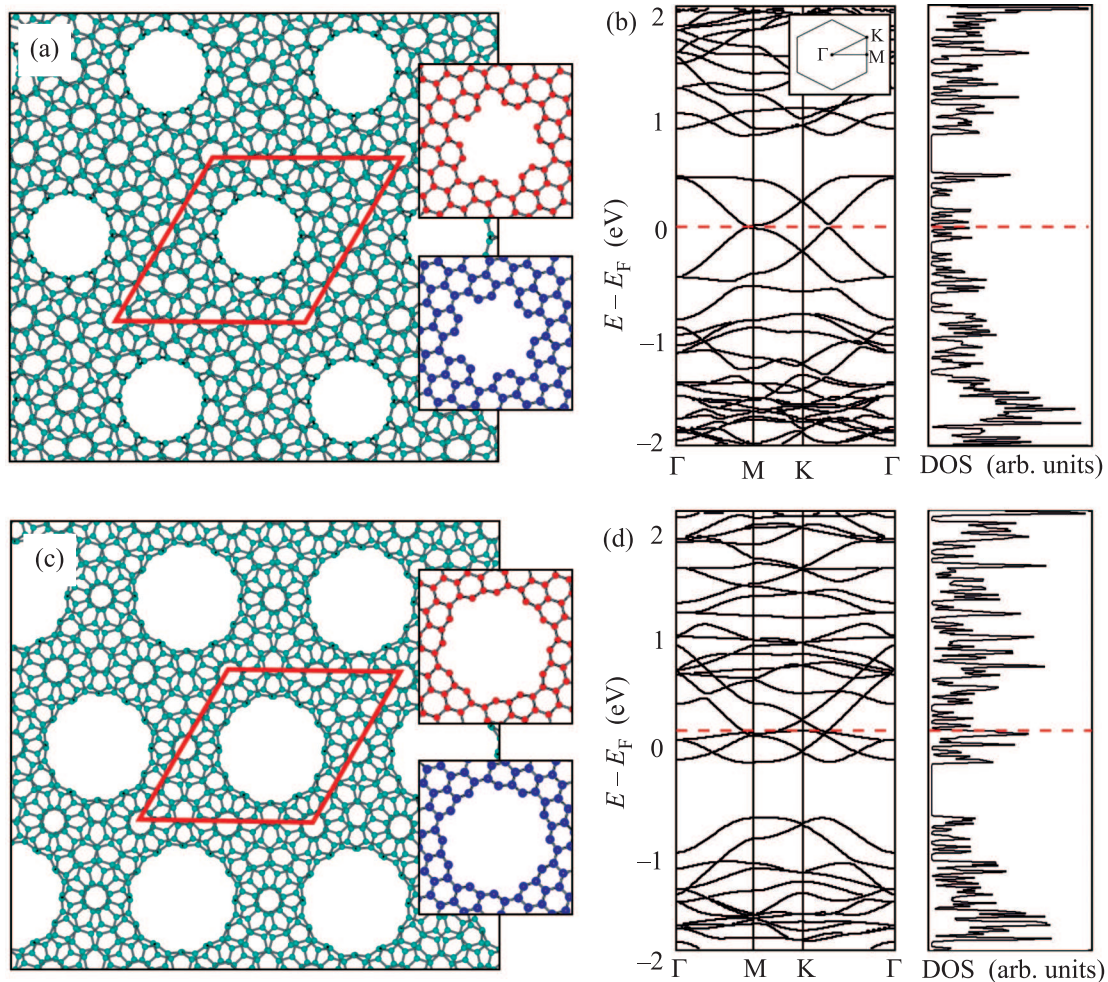 (a)
(b)
2
1
0
–1
–2
E – E_F (eV)
K
Γ
M
Γ
M
K
Γ
DOS (arb. units)
(c)
(d)
2
1
0
–1
–2
E – E_F (eV)
Γ
M
K
Γ
DOS (arb. units)